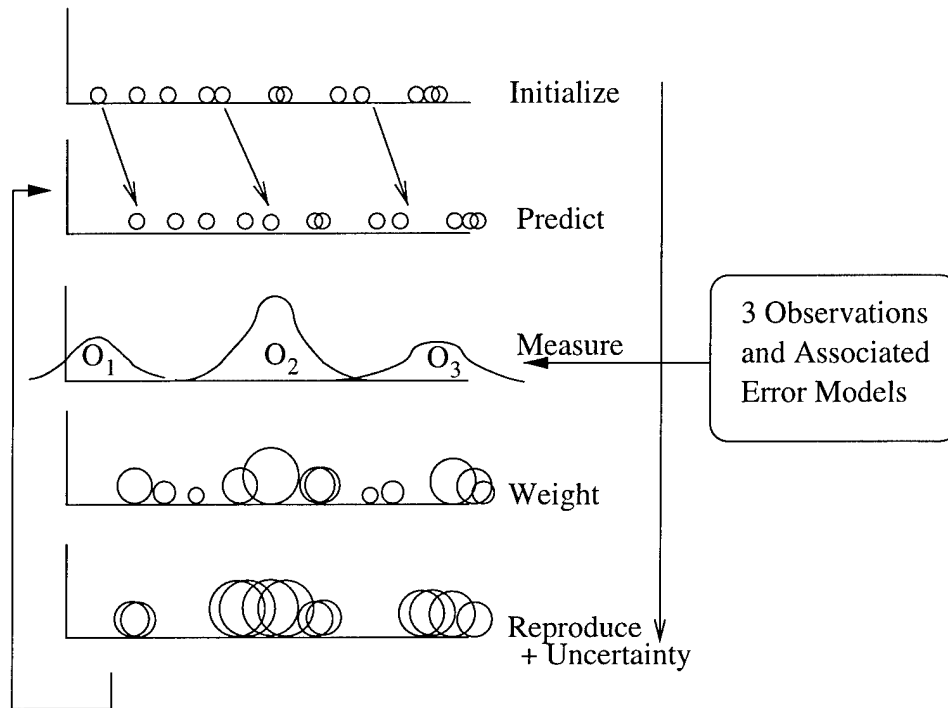 Initialize
Predict
3 Observations
and Associated
Error Models
O1
O2
O3
Measure
Weight
Reproduce
+ Uncertainty